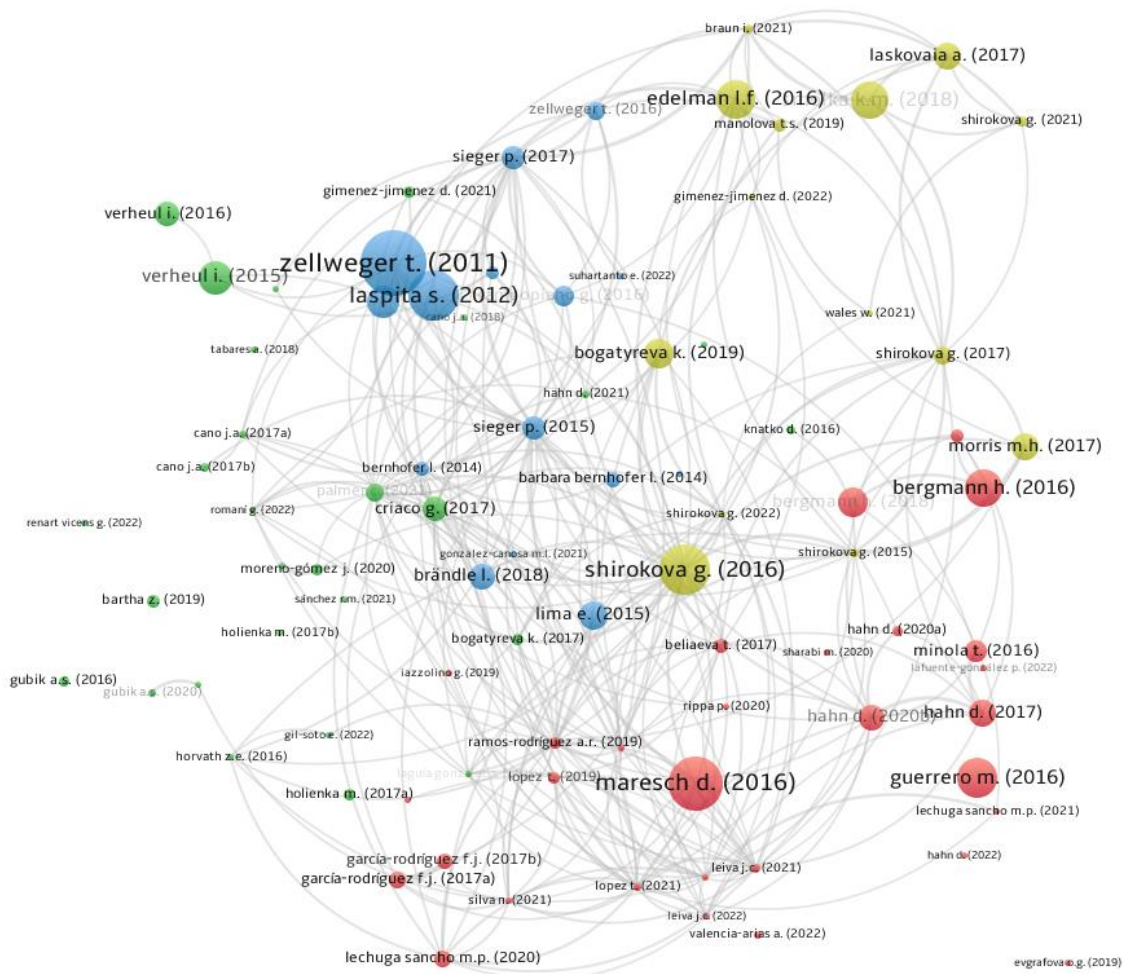 braun i. (2021)
laskovaia a. (2017)
edelman l.f. (2016)
k.m. (2018)
zellweger t. (2016)
manolova t.s. (2019)
shirokova g. (2021)
sieger p. (2017)
gimenez-jimenez d. (2021)
gimenez-jimenez d. (2022)
verheul i. (2016)
zellweger t. (2011)
verheul i. (2015)
suhartanto e. (2022)
laspita s. (2012)
g. (2016)
cano j.a. (2018)
wales w. (2021)
tabares a. (2018)
bogatyreva k. (2019)
shirokova g. (2017)
hahn d. (2021)
cano j.a. (2017a)
sieger p. (2015)
knatko d. (2016)
morris m.h. (2017)
cano j.a. (2017b)
bernhofer l. (2014)
barbara bernhofer l. (2014)
bergmann h. (2016)
palmer (2021)
bergmann h. (2018)
romaní g. (2022)
criaco g. (2017)
shirokova g. (2022)
renart vicens g. (2022)
gonzalez-canosa m.l. (2021)
shirokova g. (2015)
moreno-gómez j. (2020)
brändle l. (2018)
shirokova g. (2016)
bartha z. (2019)
sánchez r.m. (2021)
lima e. (2015)
holienka m. (2017b)
bogatyreva k. (2017)
beliaeva t. (2017)
hahn d. (2020a)
sharabi m. (2020)
minola t. (2016)
lafuente-gonzález p. (2022)
iazzolino g. (2019)
gubik a.s. (2016)
gubik a.s. (2020)
rippa p. (2020)
hahn d. (2020b)
hahn d. (2017)
gil-soto e. (2022)
ramos-rodríguez a.r. (2019)
horvath z.e. (2016)
lopez t. (2019)
maresch d. (2016)
guerrero m. (2016)
holienka m. (2017a)
lechuga sancho m.p. (2021)
garcía-rodríguez f.j. (2017b)
hahn d. (2022)
garcía-rodríguez f.j. (2017a)
leiva j.c. (2021)
lopez t. (2021)
silva n. (2021)
leiva j.c. (2022)
valencia-arias a. (2022)
lechuga sancho m.p. (2020)
evgrafova o.g. (2019)